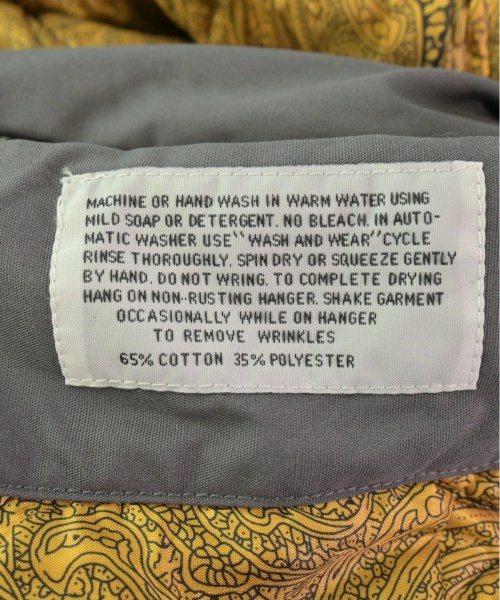 MACHINE OR HAND WASH IN WARM WATER USING
MILD SOAP OR DETERGENT. NO BLEACH. IN AUTO-
MATIC WASHER USE "WASH AND WEAR" CYCLE
RINSE THOROUGHLY. SPIN DRY OR SQUEEZE GENTLY
BY HAND. DO NOT WRING. TO COMPLETE DRYING
HANG ON NON-RUSTING HANGER. SHAKE GARMENT
OCCASIONALLY WHILE ON HANGER
TO REMOVE WRINKLES
65% COTTON 35% POLYESTER